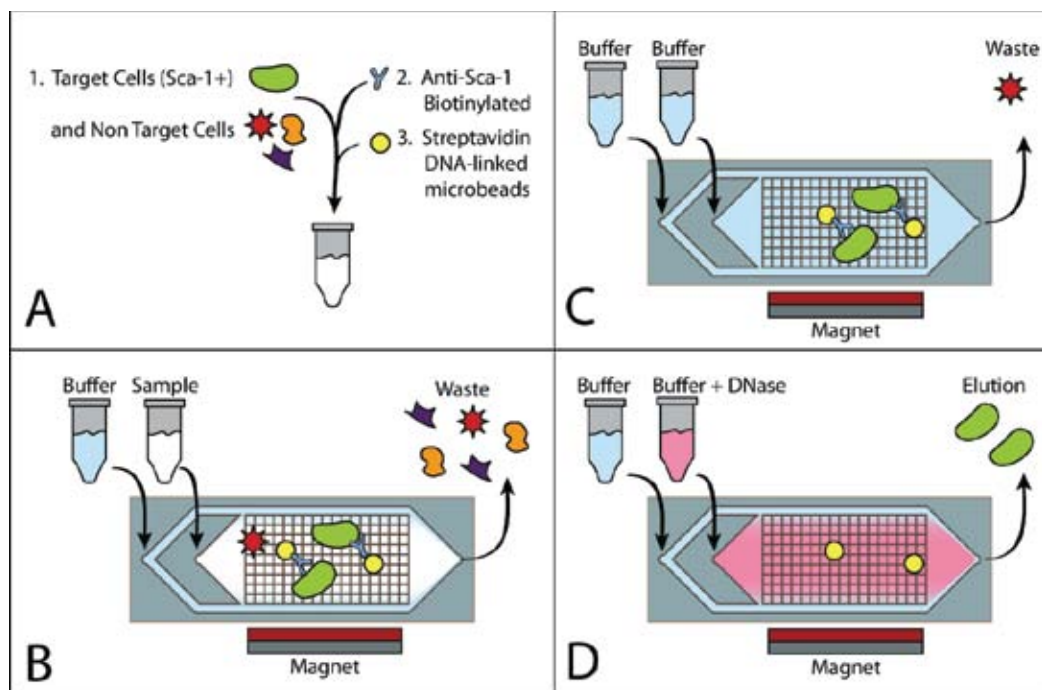 1. Target Cells (Sca-1+)
and Non Target Cells
2. Anti-Sca-1
Biotinylated
3. Streptavidin
DNA-linked
microbeads
A
Buffer Sample
Waste
Magnet
B
Buffer Buffer
Waste
Magnet
C
Buffer Buffer + DNase
Elution
Magnet
D